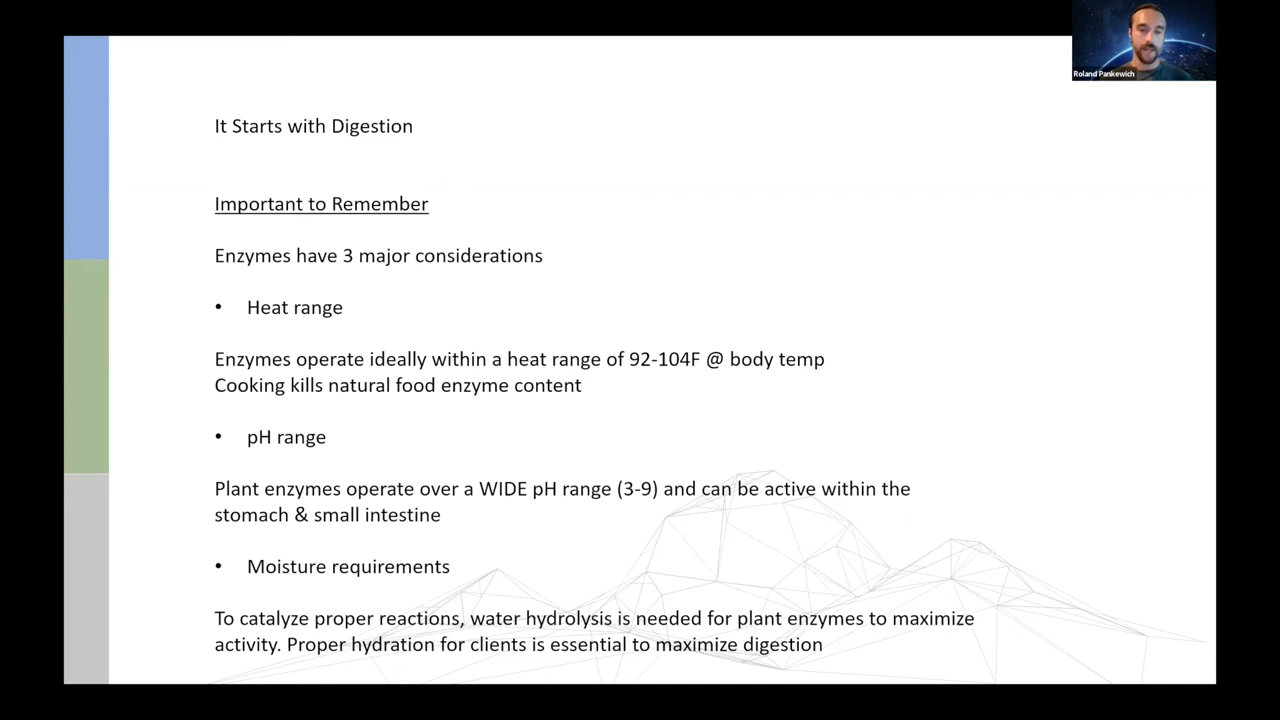 Roland Pankewich
It Starts with Digestion
Important to Remember
Enzymes have 3 major considerations
• Heat range
Enzymes operate ideally within a heat range of 92-104F @ body temp
Cooking kills natural food enzyme content
• pH range
Plant enzymes operate over a WIDE pH range (3-9) and can be active within the
stomach & small intestine
• Moisture requirements
To catalyze proper reactions, water hydrolysis is needed for plant enzymes to maximize
activity. Proper hydration for clients is essential to maximize digestion